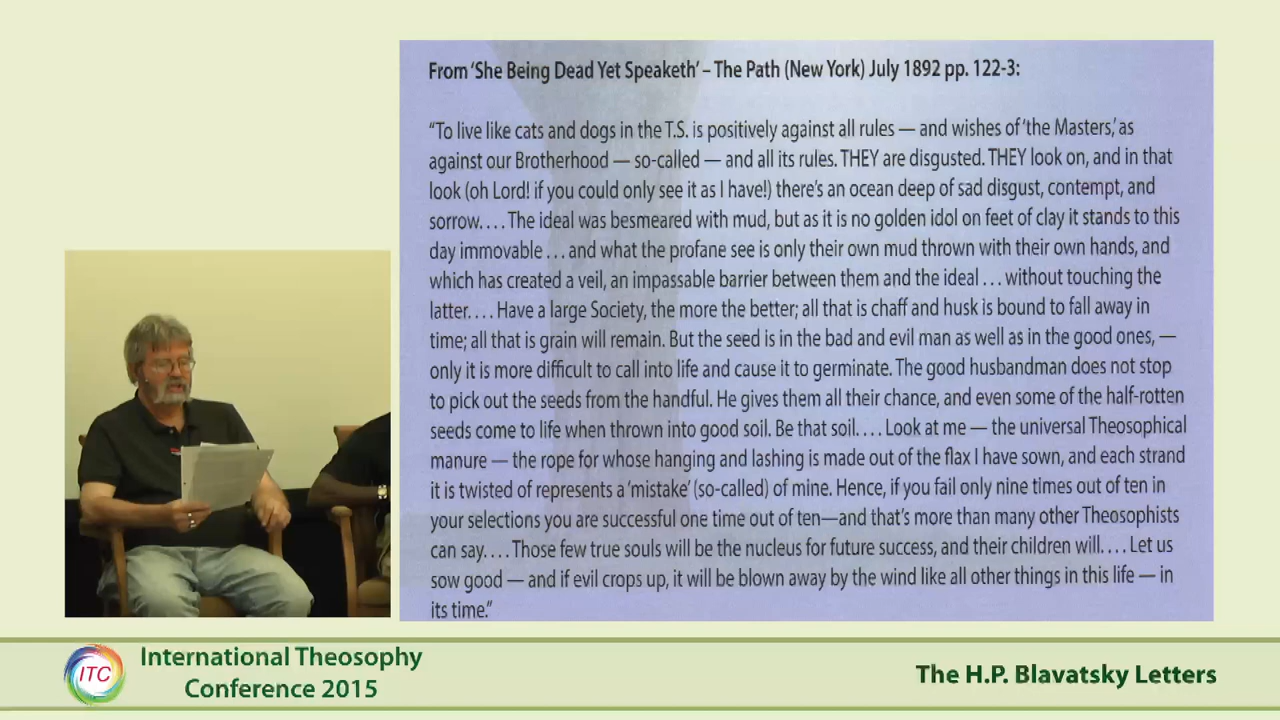 From 'She Being Dead Yet Speaketh' – The Path (New York) July 1892 pp. 122-3:
“To live like cats and dogs in the T.S. is positively against all rules — and wishes of 'the Masters,' as
against our Brotherhood — so-called — and all its rules. THEY are disgusted. THEY look on, and in that
look (oh Lord! if you could only see it as I have!) there's an ocean deep of sad disgust, contempt, and
sorrow. . . . The ideal was besmeared with mud, but as it is no golden idol on feet of clay it stands to this
day immovable . . . and what the profane see is only their own mud thrown with their own hands, and
which has created a veil, an impassable barrier between them and the ideal . . . without touching the
latter. . . . Have a large Society, the more the better; all that is chaff and husk is bound to fall away in
time; all that is grain will remain. But the seed is in the bad and evil man as well as in the good ones, —
only it is more difficult to call into life and cause it to germinate. The good husbandman does not stop
to pick out the seeds from the handful. He gives them all their chance, and even some of the half-rotten
seeds come to life when thrown into good soil. Be that soil. . . . Look at me — the universal Theosophical
manure — the rope for whose hanging and lashing is made out of the flax I have sown, and each strand
it is twisted of represents a 'mistake' (so-called) of mine. Hence, if you fail only nine times out of ten in
your selections you are successful one time out of ten—and that's more than many other Theosophists
can say. . . . Those few true souls will be the nucleus for future success, and their children will. . . . Let us
sow good — and if evil crops up, it will be blown away by the wind like all other things in this life — in
its time.”
ITC
International Theosophy
Conference 2015
The H.P. Blavatsky Letters